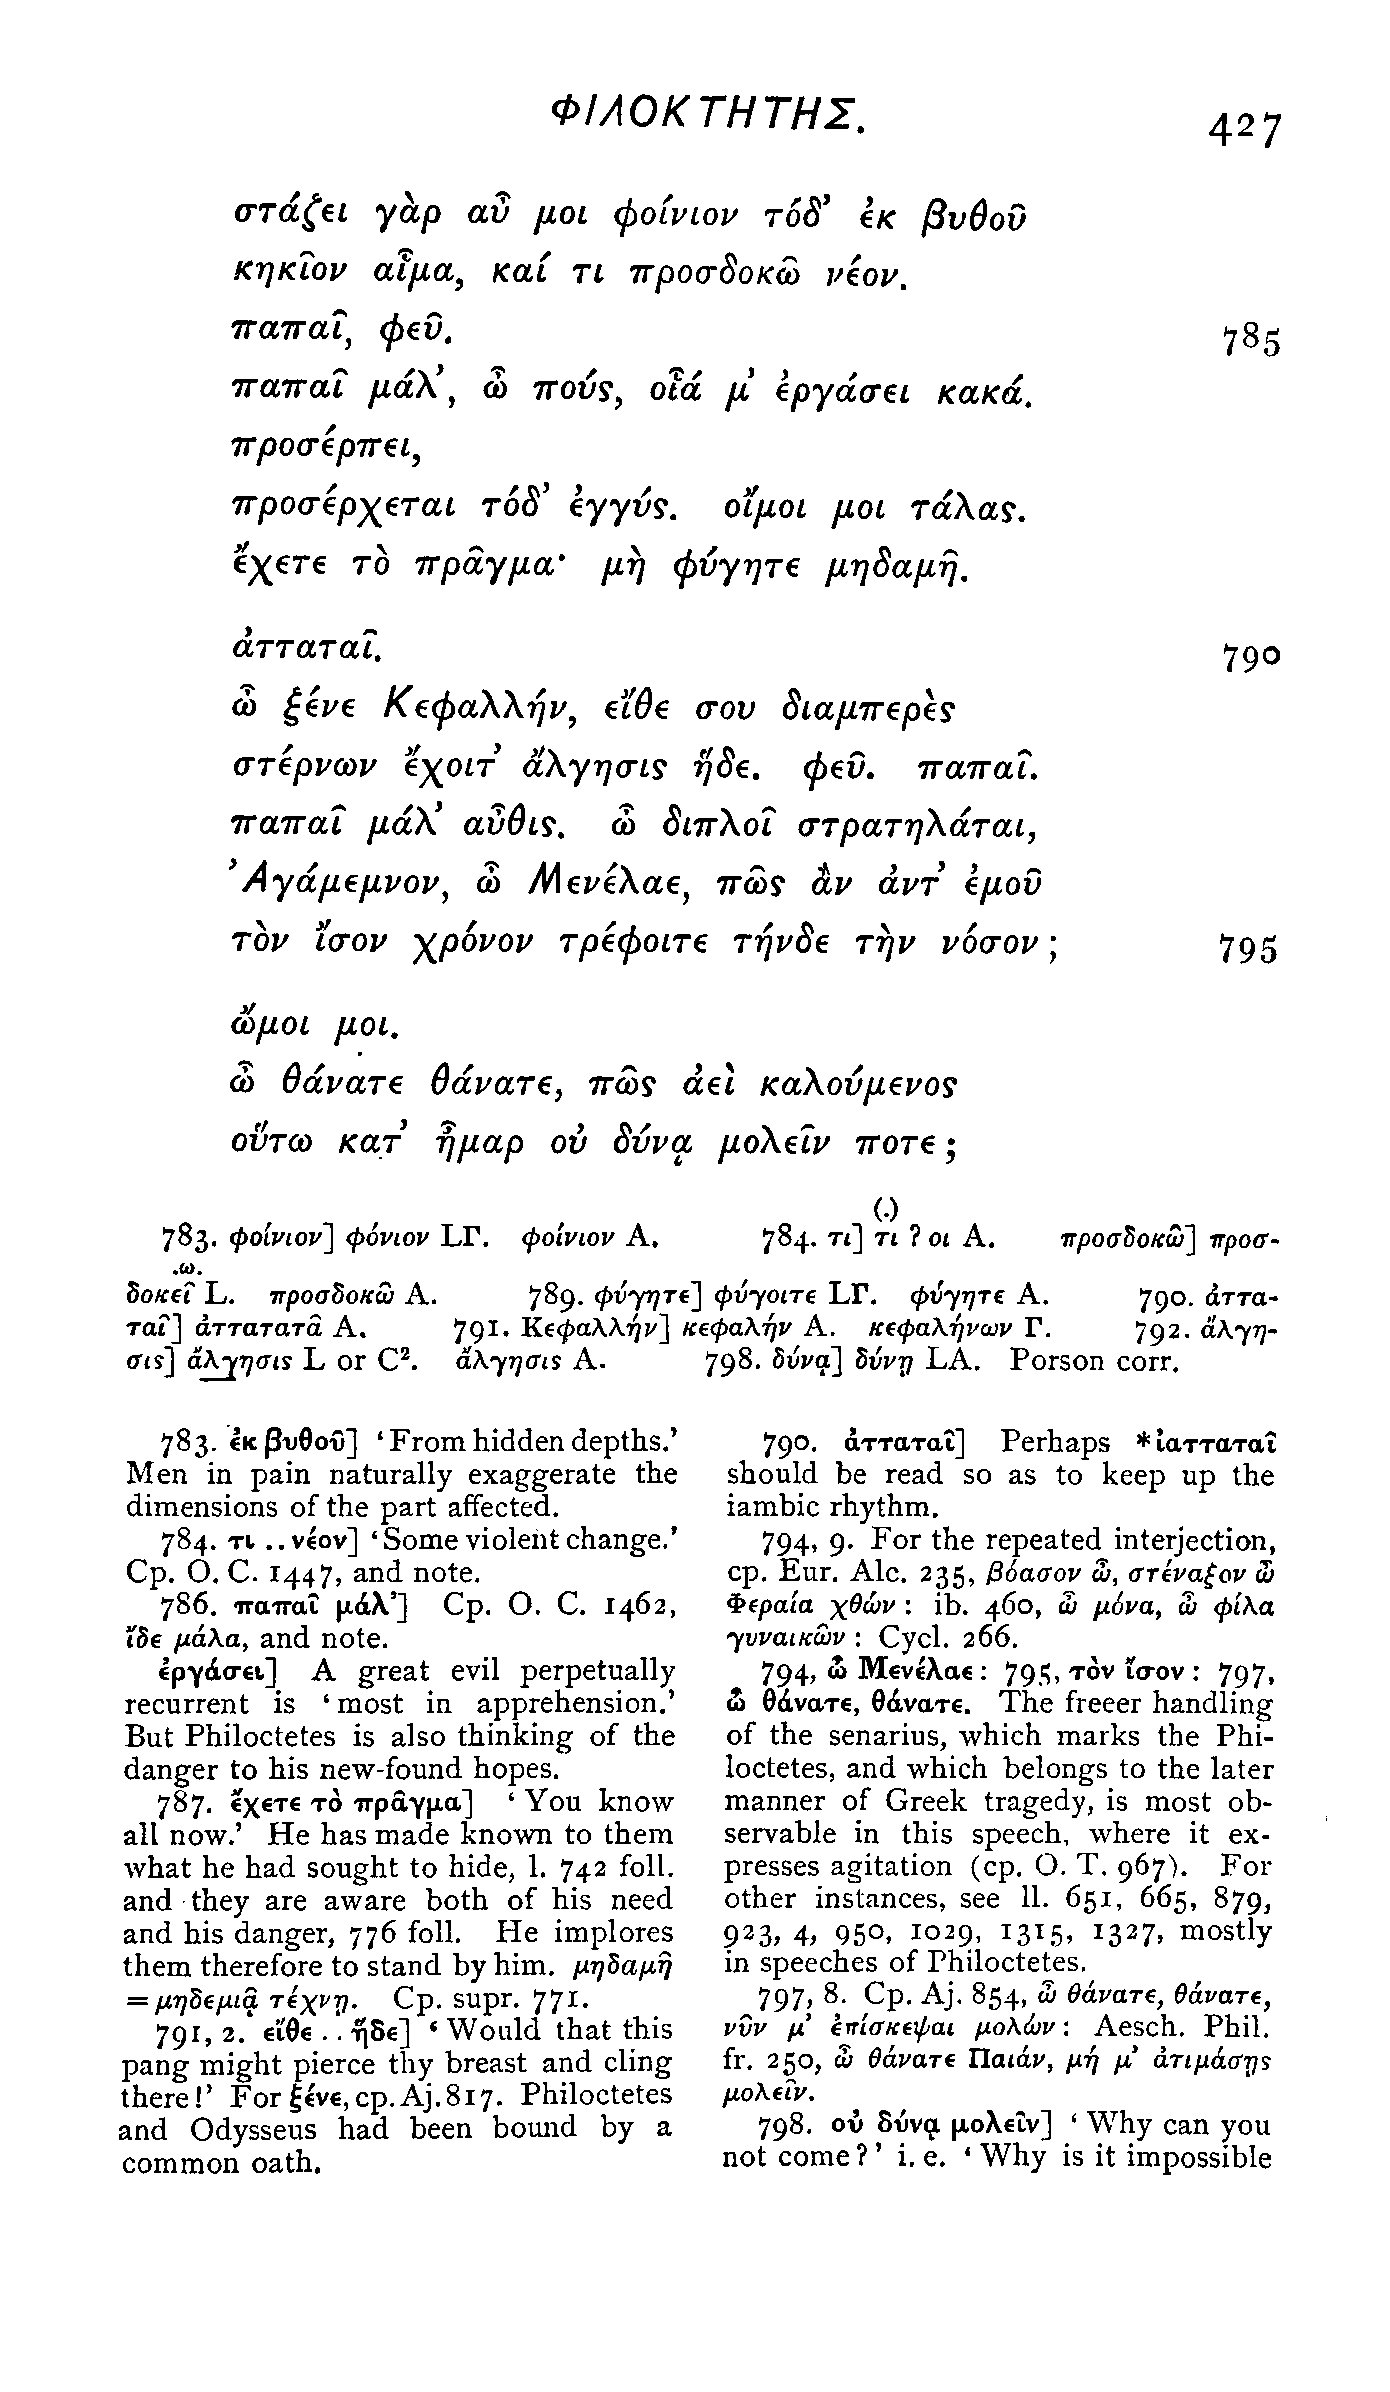 ΦΙΛΟΚΤΗΤΗΣ.
427
στάζει γὰρ αὖ μοι φοίνιον τόδ’ ἐκ βυθοῦ
κηκῖον αἷμα, καί τι προσδοκῶ νέον.
παπαῖ, φεῦ.
785
παπαῖ μάλ’, ὦ πούς, οἷά μ’ ἐργάσει κακά.
προσέρπει,
προσέρχεται τόδ’ ἐγγύς. οἴμοι μοι τάλας.
ἔχετε τὸ πρᾶγμα· μὴ φύγητε μηδαμῆ.
ἀτταταῖ.
790
ὦ ξένε Κεφαλλήν, εἴθε σου διαμπερὲς
στέρνων ἔχοιτ’ ἄλγησις ἥδε. φεῦ. παπαῖ.
παπαῖ μάλ’ αὖθις. ὦ διπλοῖ στρατηλάται,
Ἀγάμεμνον, ὦ Μενέλαε, πῶς ἂν ἀντ’ ἐμοῦ
τὸν ἴσον χρόνον τρέφοιτε τήνδε τὴν νόσον;
795
ὤμοι μοι.
ὦ θάνατε θάνατε, πῶς ἀεὶ καλούμενος
οὕτω κατ’ ἦμαρ οὐ δύνᾳ μολεῖν ποτε;
783. φοίνιον] φόνιον LΓ. φοίνιον A. 784. τι] τι ? οι A. προσδοκῶ] προσ-
(.)
.ω.
δοκεῖ L. προσδοκῶ A. 789. φύγητε] φύγοιτε LΓ. φύγητε A. 790. ἀττα-
ταῖ] ἀττατατᾶ A. 791. Κεφαλλήν] κεφαλήν A. κεφαλήνων Γ. 792. ἄλγη-
σις] ἄλγησις L or C². ἄλγησις A. 798. δύνᾳ] δύνῃ LA. Porson corr.
783. ἐκ βυθοῦ] ‘From hidden depths.’
Men in pain naturally exaggerate the
dimensions of the part affected.
784. τι .. νέον] ‘Some violent change.’
Cp. O. C. 1447, and note.
786. παπαῖ μάλ’] Cp. O. C. 1462,
ἴδε μάλα, and note.
ἐργάσει] A great evil perpetually
recurrent is ‘most in apprehension.’
But Philoctetes is also thinking of the
danger to his new-found hopes.
787. ἔχετε τὸ πρᾶγμα] ‘You know
all now.’ He has made known to them
what he had sought to hide, l. 742 foll.
and they are aware both of his need
and his danger, 776 foll. He implores
them therefore to stand by him. μηδαμῆ
= μηδεμιᾷ τέχνῃ. Cp. supr. 771.
791, 2. εἴθε .. ἥδε] ‘Would that this
pang might pierce thy breast and cling
there!’ For ξένε, cp. Aj. 817. Philoctetes
and Odysseus had been bound by a
common oath.
790. ἀτταταῖ] Perhaps *ἰατταταῖ
should be read so as to keep up the
iambic rhythm.
794, 9. For the repeated interjection,
cp. Eur. Alc. 235, βόασον ὦ, στέναξον ὦ
Φεραία χθών: ib. 460, ὦ μόνα, ὦ φίλα
γυναικῶν: Cycl. 266.
794, ὦ Μενέλαε: 795, τὸν ἴσον: 797,
ὦ θάνατε, θάνατε. The freeer handling
of the senarius, which marks the Phi-
loctetes, and which belongs to the later
manner of Greek tragedy, is most ob-
servable in this speech, where it ex-
presses agitation (cp. O. T. 967). For
other instances, see ll. 651, 665, 879,
923, 4, 950, 1029, 1315, 1327, mostly
in speeches of Philoctetes.
797, 8. Cp. Aj. 854, ὦ θάνατε, θάνατε,
νῦν μ’ ἐπίσκεψαι μολών: Aesch. Phil.
fr. 250, ὦ θάνατε Παιάν, μή μ’ ἀτιμάσῃς
μολεῖν.
798. οὐ δύνᾳ μολεῖν] ‘Why can you
not come?’ i. e. ‘Why is it impossible